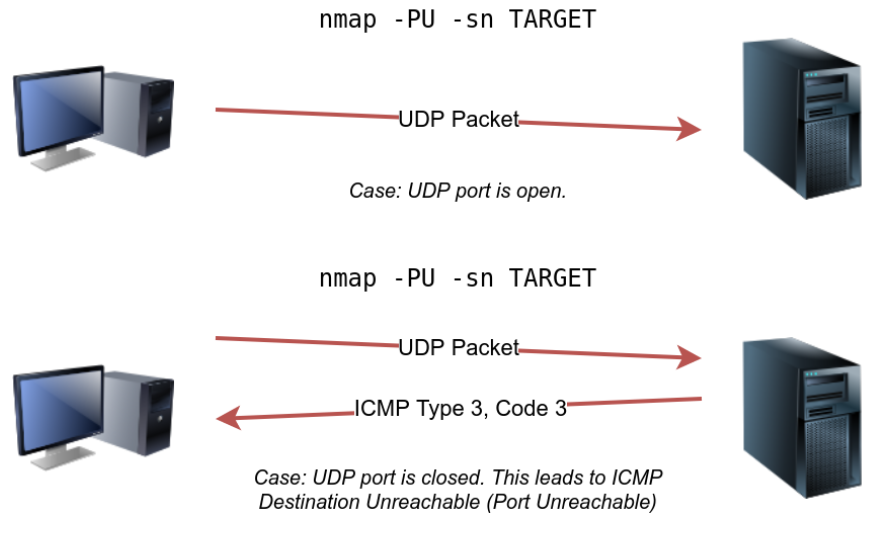 nmap -PU -sn TARGET
UDP Packet
Case: UDP port is open.
nmap -PU -sn TARGET
UDP Packet
ICMP Type 3, Code 3
Case: UDP port is closed. This leads to ICMP
Destination Unreachable (Port Unreachable)